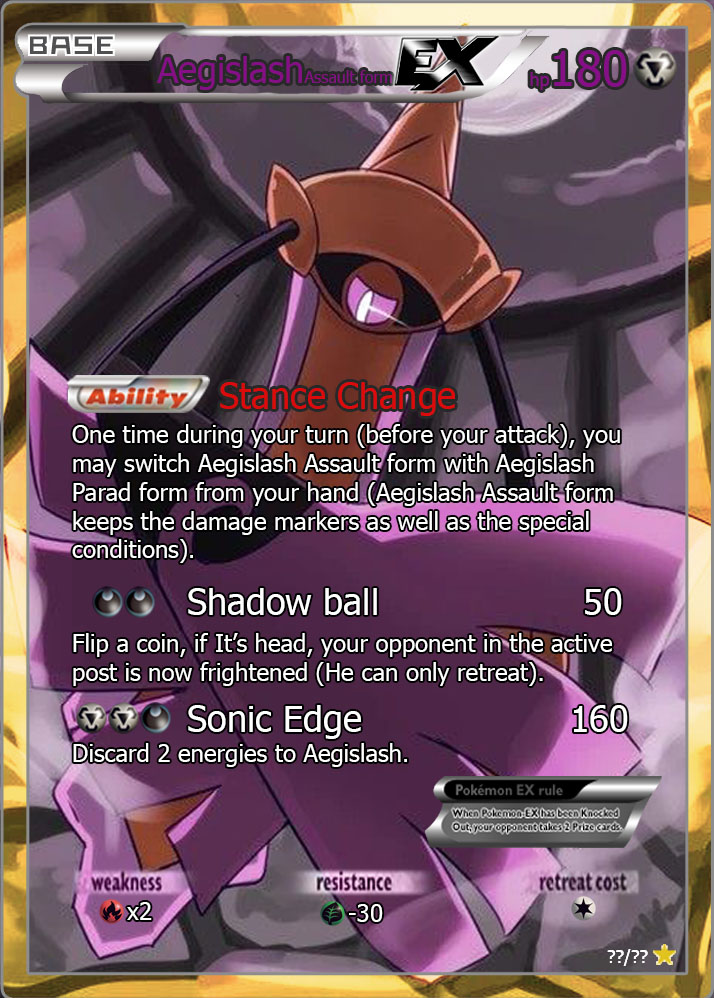 BASE
Aegislash Assault form EX hp 180
Ability Stance Change
One time during your turn (before your attack), you
may switch Aegislash Assault form with Aegislash
Parad form from your hand (Aegislash Assault form
keeps the damage markers as well as the special
conditions).
Shadow ball 50
Flip a coin, if It's head, your opponent in the active
post is now frightened (He can only retreat).
Sonic Edge 160
Discard 2 energies to Aegislash.
Pokémon EX rule
When Pokemon-EX has been Knocked
Out, your opponent takes 2 Prize cards.
weakness resistance retreat cost
x2 -30
??/??